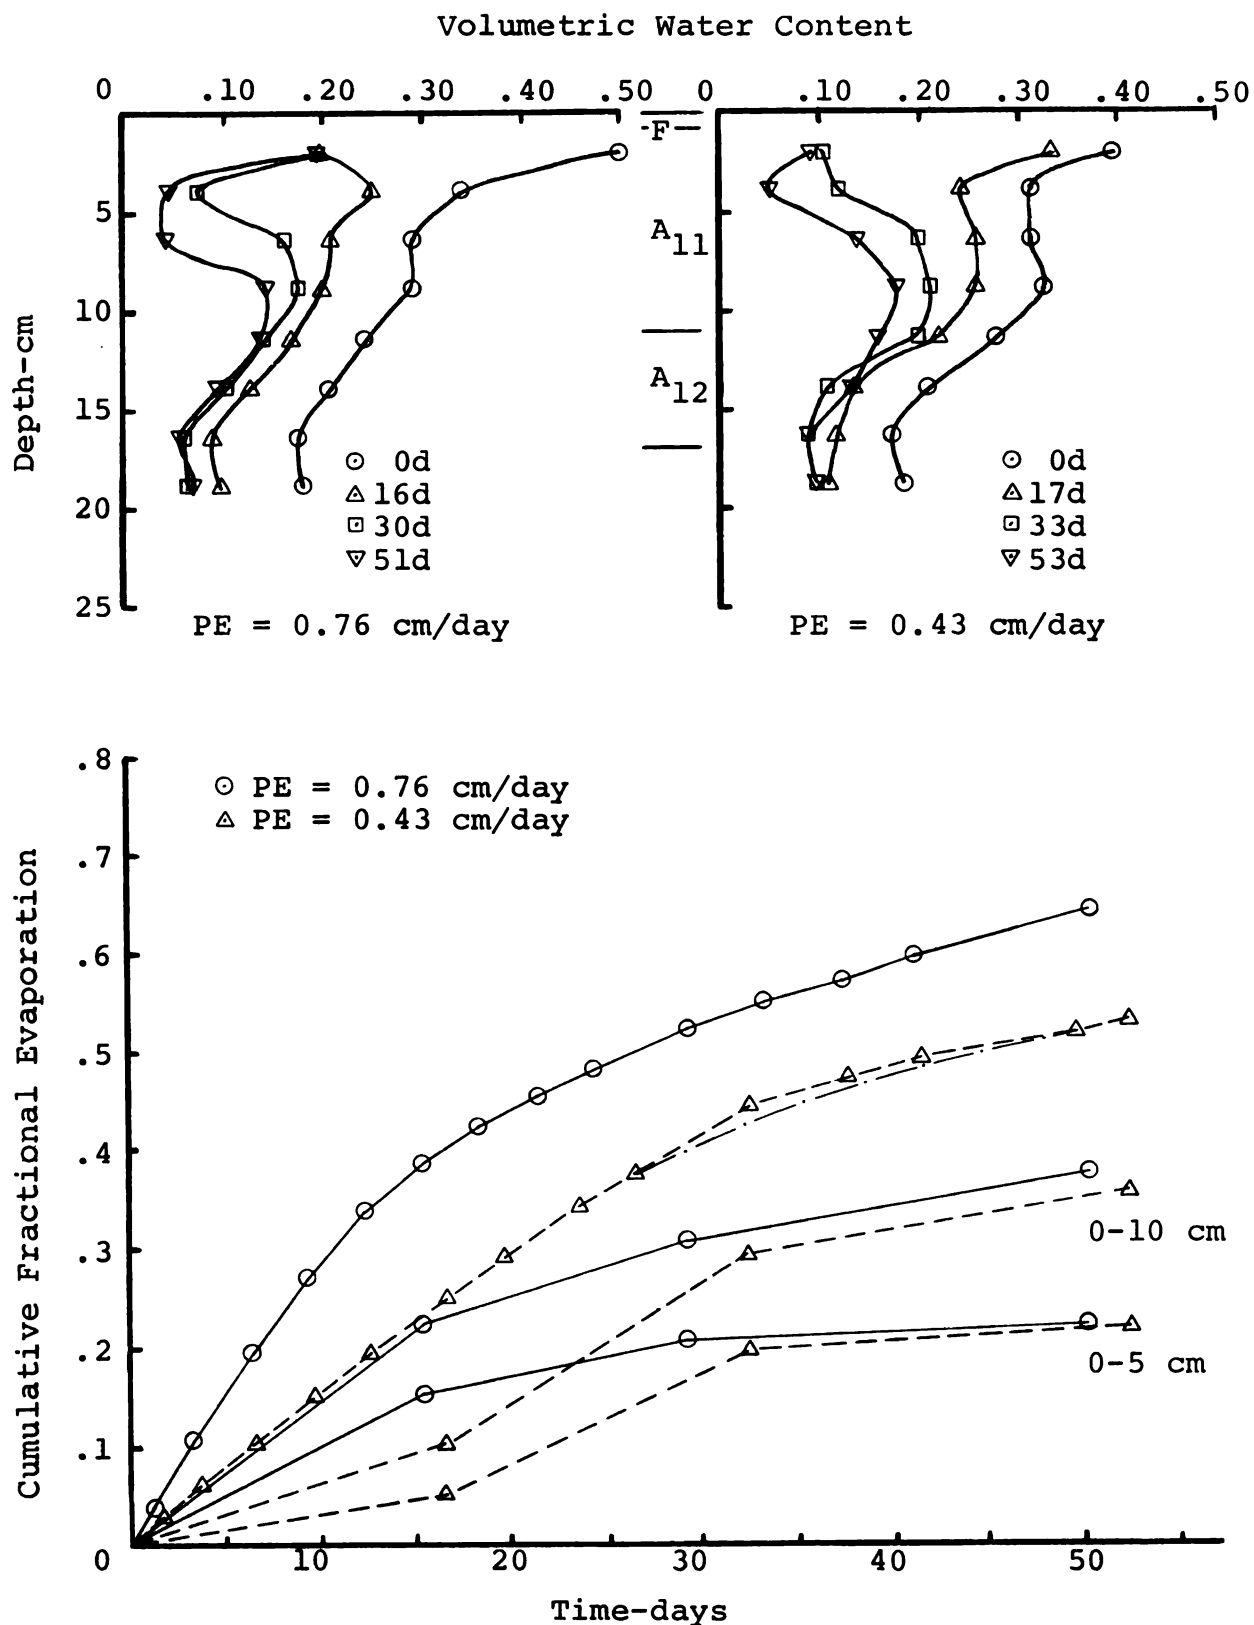 Volumetric Water Content
0 .10 .20 .30 .40 .50 0 .10 .20 .30 .40 .50
F
5
A11
10
A12
15
20
25
Depth-cm
0d
16d
30d
51d
0d
17d
33d
53d
PE = 0.76 cm/day
PE = 0.43 cm/day
.8
.7
.6
.5
.4
.3
.2
.1
0
Cumulative Fractional Evaporation
PE = 0.76 cm/day
PE = 0.43 cm/day
0-10 cm
0-5 cm
10 20 30 40 50
Time-days